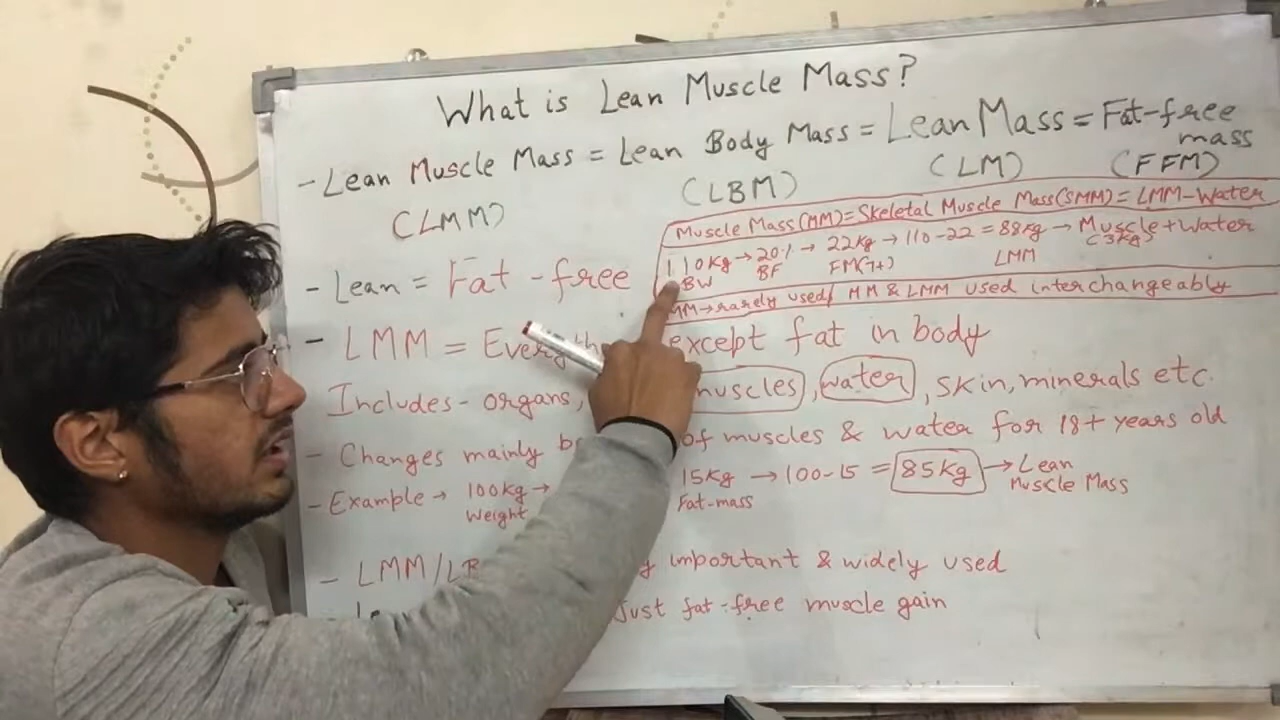 What is Lean Muscle Mass?
- Lean Muscle Mass = Lean Body Mass = Lean Mass = Fat-free mass
(LMM) (LBM) (LM) (FFM)
Muscle Mass(MM)=Skeletal Muscle Mass(SMM)=LMM-Water
110kg → 20% → 22kg → 110-22 = 88kg → Muscle+Water
BW BF FM LMM (3kg)
MM→rarely used/ MM & LMM used interchangeably
- Lean = Fat-free
- LMM = except fat in body
Includes- organs, muscles, water, skin, minerals etc.
- Changes mainly of muscles & water for 18+ years old
- Example → 100kg → 15kg → 100-15 = 85kg → Lean Muscle Mass
Weight Fat-mass
- LMM/ important & widely used
Just fat-free muscle gain